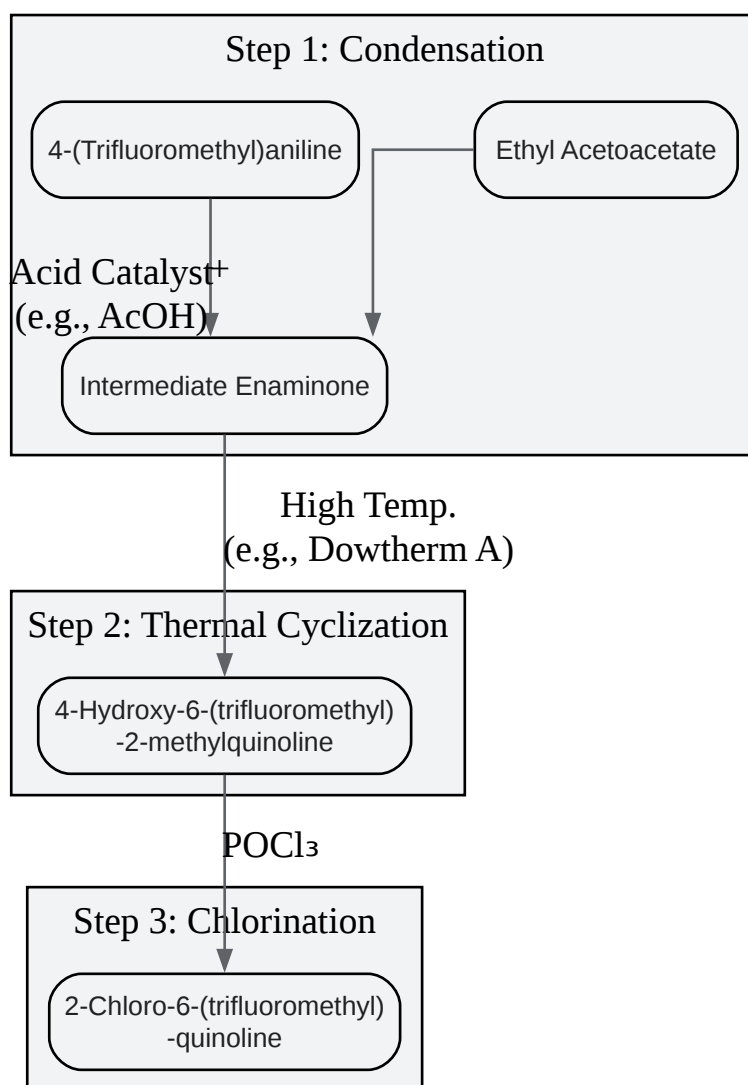 Step 1: Condensation
4-(Trifluoromethyl)aniline
Ethyl Acetoacetate
Acid Catalyst+
(e.g., AcOH)
Intermediate Enaminone
High Temp.
(e.g., Dowtherm A)
Step 2: Thermal Cyclization
4-Hydroxy-6-(trifluoromethyl)
-2-methylquinoline
POCl₃
Step 3: Chlorination
2-Chloro-6-(trifluoromethyl)
-quinoline